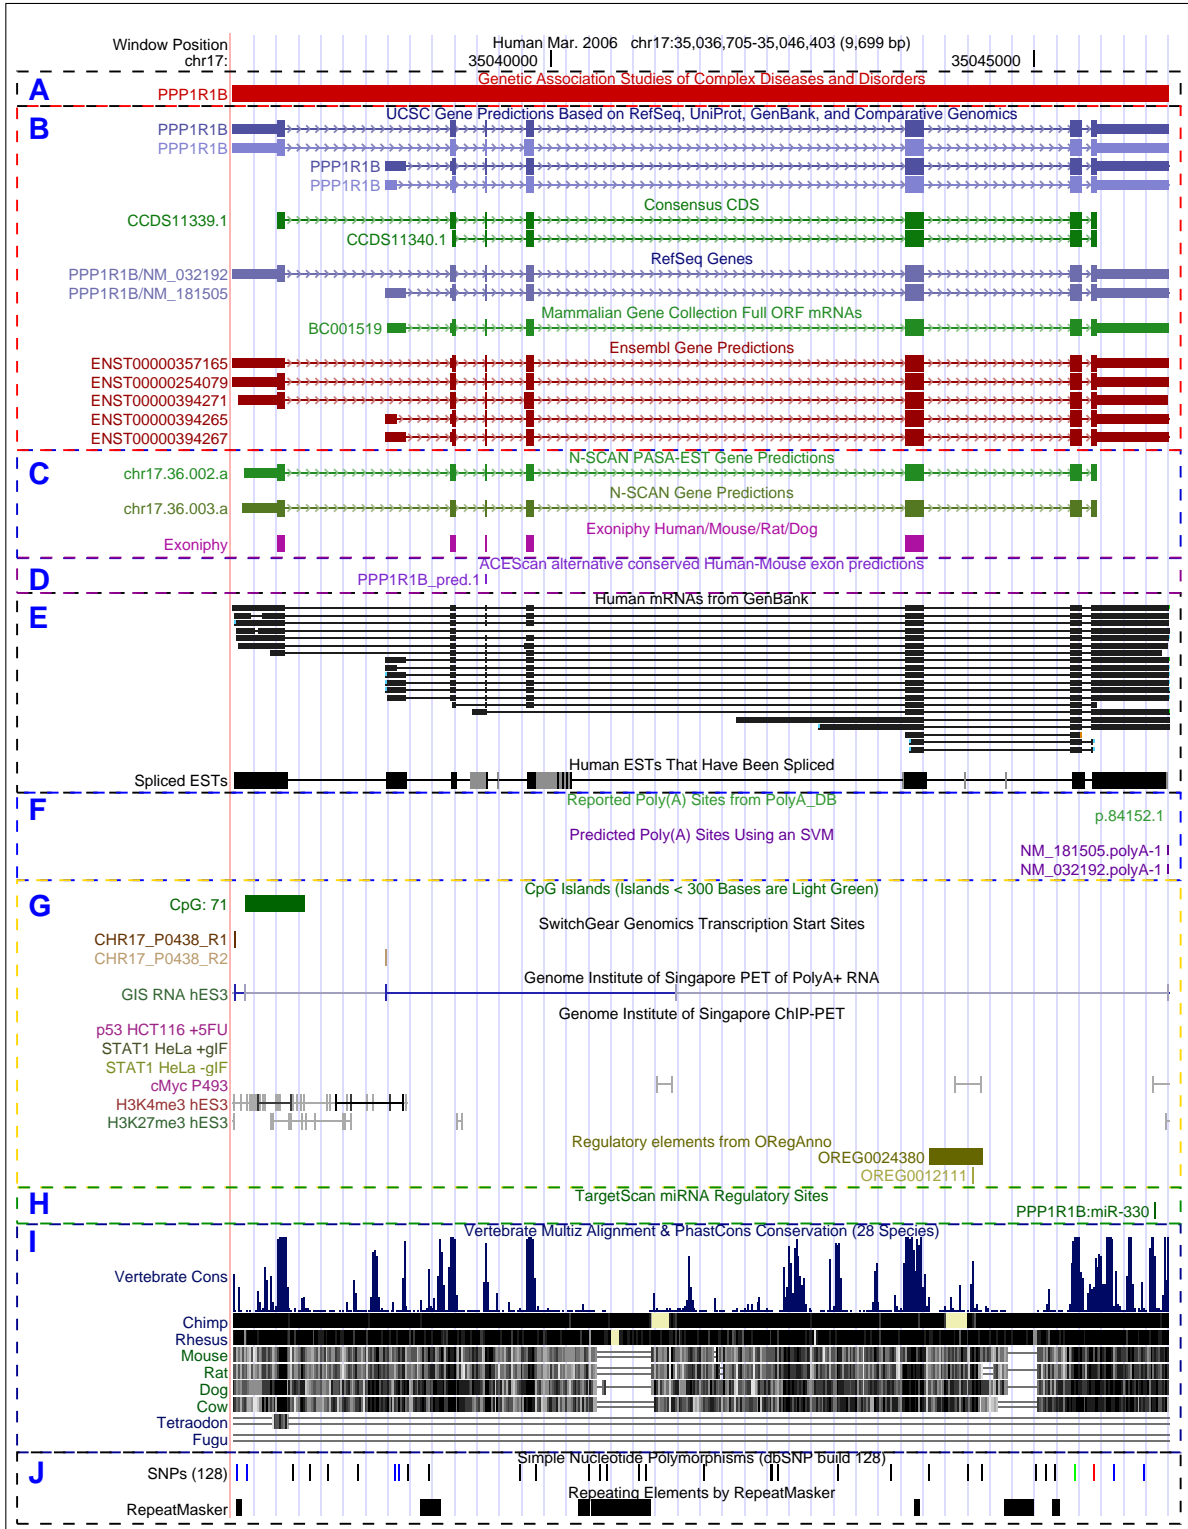 Window Position Human Mar. 2006 chr17:35,036,705-35,046,403 (9,699 bp)
chr17: 35040000 35045000
A
Genetic Association Studies of Complex Diseases and Disorders
PPP1R1B
B
UCSC Gene Predictions Based on RefSeq, UniProt, GenBank, and Comparative Genomics
PPP1R1B
PPP1R1B
PPP1R1B
PPP1R1B
Consensus CDS
CCDS11339.1
CCDS11340.1
RefSeq Genes
PPP1R1B/NM_032192
PPP1R1B/NM_181505
Mammalian Gene Collection Full ORF mRNAs
BC001519
Ensembl Gene Predictions
ENST00000357165
ENST00000254079
ENST00000394271
ENST00000394265
ENST00000394267
C
N-SCAN PASA-EST Gene Predictions
chr17.36.002.a
N-SCAN Gene Predictions
chr17.36.003.a
Exoniphy Human/Mouse/Rat/Dog
Exoniphy
D
ACEScan alternative conserved Human-Mouse exon predictions
PPP1R1B_pred.1
E
Human mRNAs from GenBank
Human ESTs That Have Been Spliced
Spliced ESTs
F
Reported Poly(A) Sites from PolyA_DB
p.84152.1
Predicted Poly(A) Sites Using an SVM
NM_181505.polyA-1
NM_032192.polyA-1
G
CpG Islands (Islands < 300 Bases are Light Green)
CpG: 71
SwitchGear Genomics Transcription Start Sites
CHR17_P0438_R1
CHR17_P0438_R2
Genome Institute of Singapore PET of PolyA+ RNA
GIS RNA hES3
Genome Institute of Singapore ChIP-PET
p53 HCT116 +5FU
STAT1 HeLa +gIF
STAT1 HeLa -gIF
cMyc P493
H3K4me3 hES3
H3K27me3 hES3
Regulatory elements from ORegAnno
OREG0024380
OREG0012111
H
TargetScan miRNA Regulatory Sites
PPP1R1B:miR-330
I
Vertebrate Multiz Alignment & PhastCons Conservation (28 Species)
Vertebrate Cons
Chimp
Rhesus
Mouse
Rat
Dog
Cow
Tetraodon
Fugu
J
Simple Nucleotide Polymorphisms (dbSNP build 128)
SNPs (128)
Repeating Elements by RepeatMasker
RepeatMasker